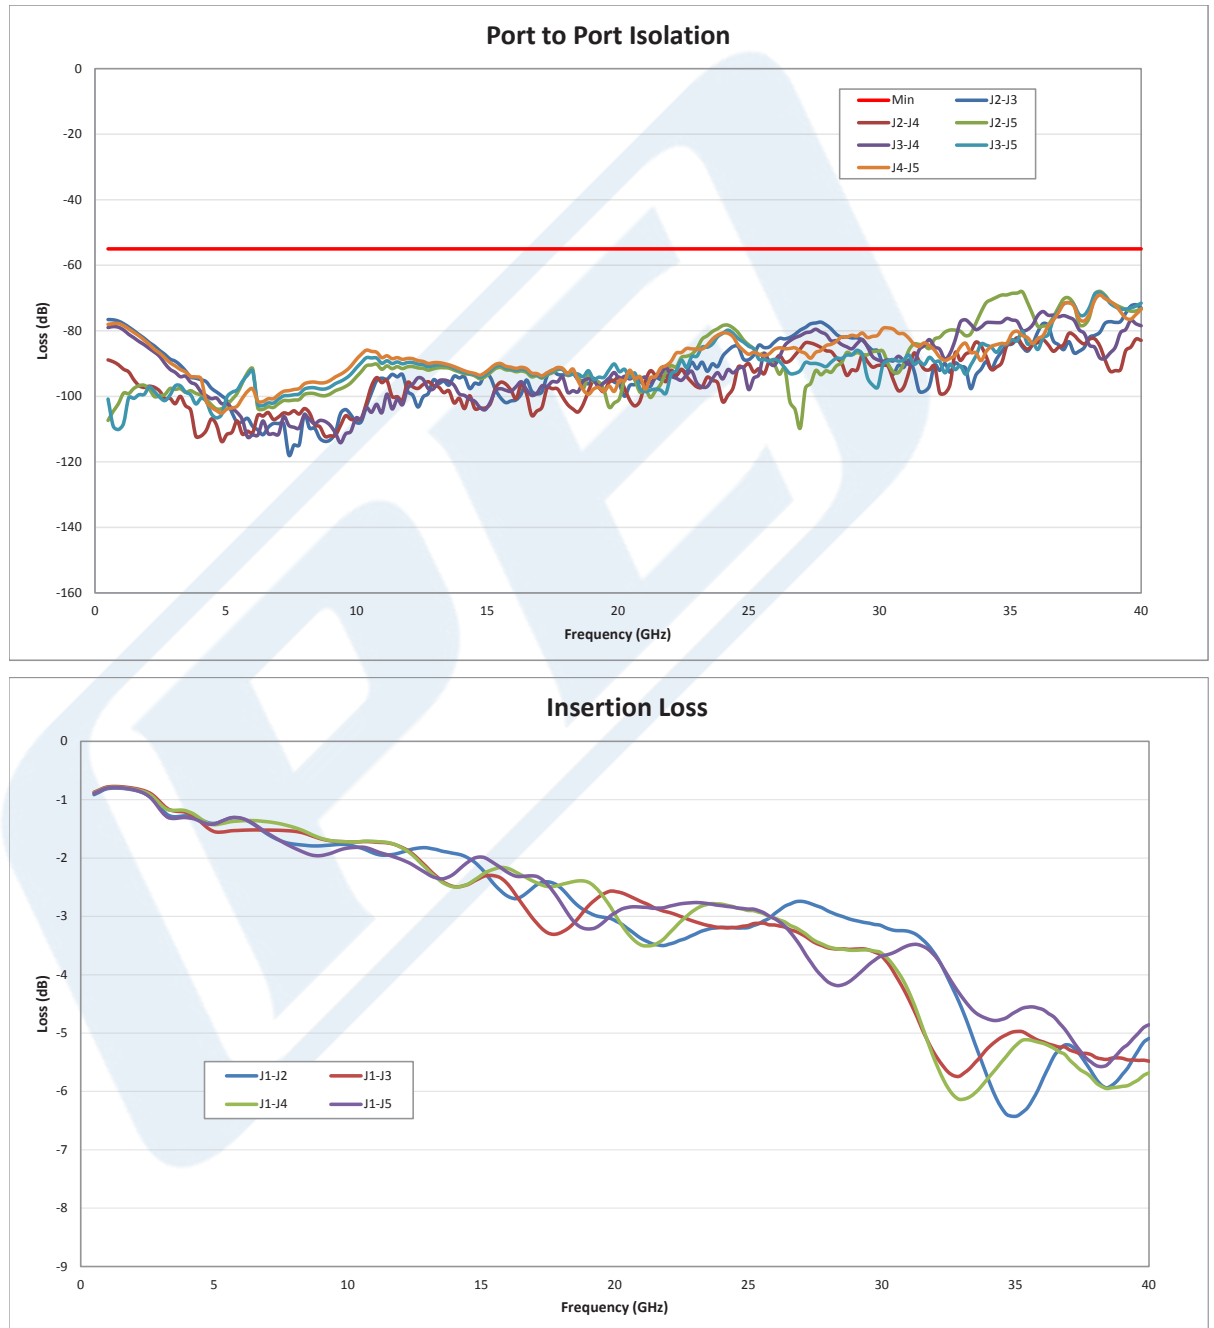 Port to Port Isolation
0
-20
-40
-60
-80
-100
-120
-140
-160
Loss (dB)
Min J2-J3
J2-J4 J2-J5
J3-J4 J3-J5
J4-J5
0 5 10 15 20 25 30 35 40
Frequency (GHz)
Insertion Loss
0
-1
-2
-3
-4
-5
-6
-7
-8
-9
Loss (dB)
J1-J2 J1-J3
J1-J4 J1-J5
0 5 10 15 20 25 30 35 40
Frequency (GHz)